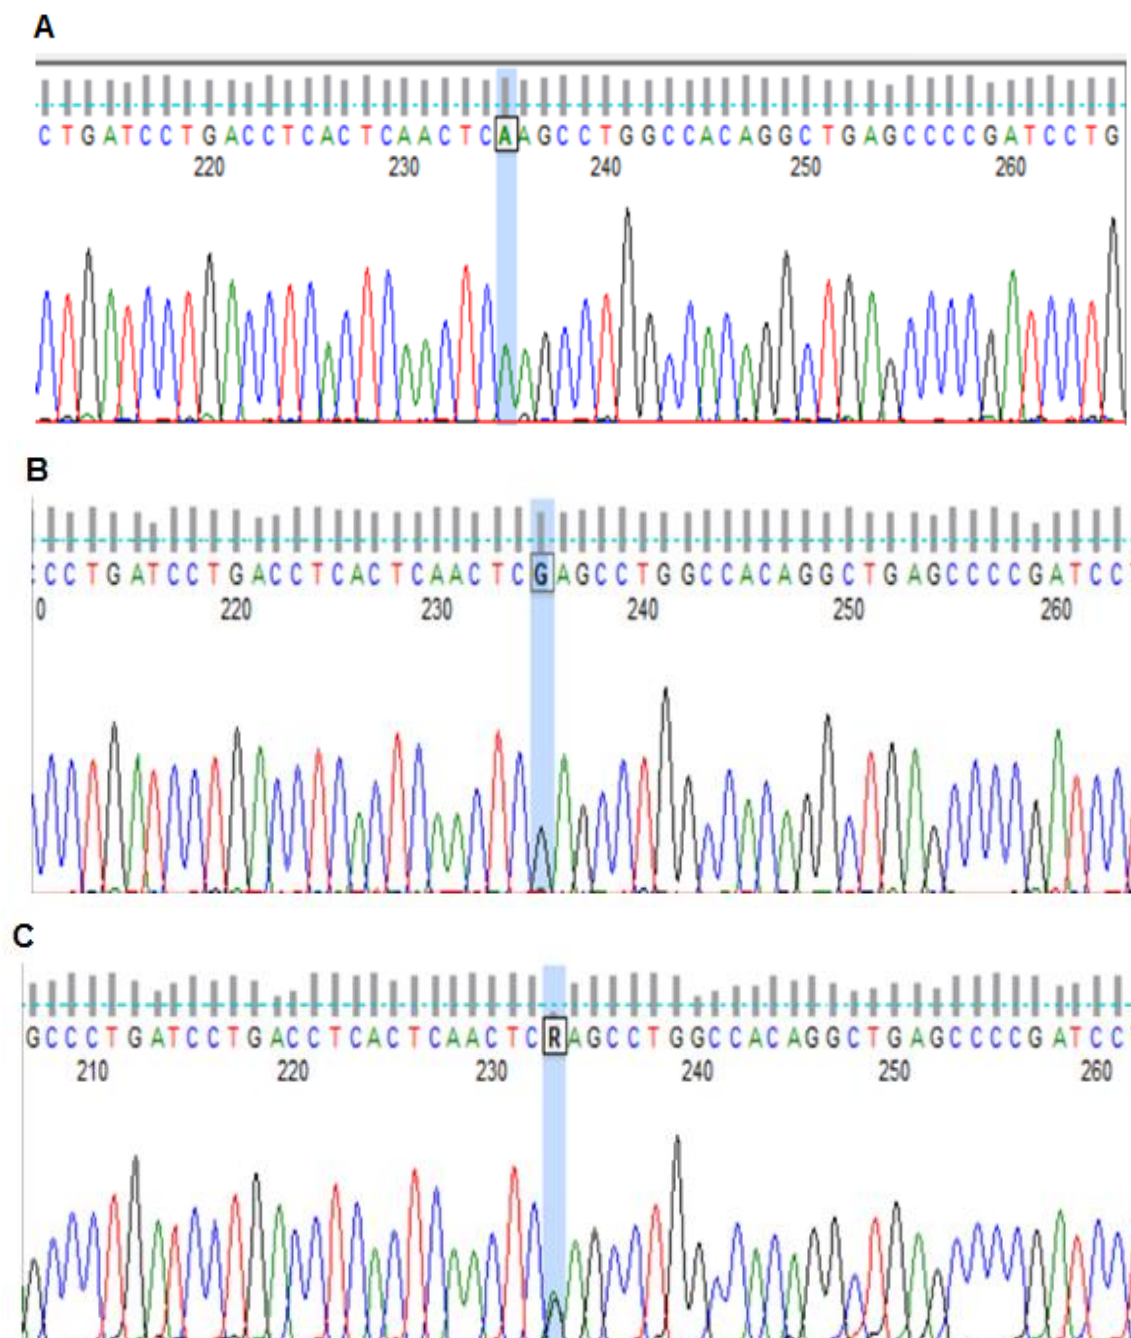 A
CTGATCCTGACCTCACTCAACTCAAGCCTGGCCACAGGCTGAGCCCCGATCCTG
220 230 240 250 260
B
CCTGATCCTGACCTCACTCAACTCGAGCCTGGCCACAGGCTGAGCCCCGATCC
0 220 230 240 250 260
C
GCCCTGATCCTGACCTCACTCAACTCRAGCCTGGCCACAGGCTGAGCCCCGATCC
210 220 230 240 250 260